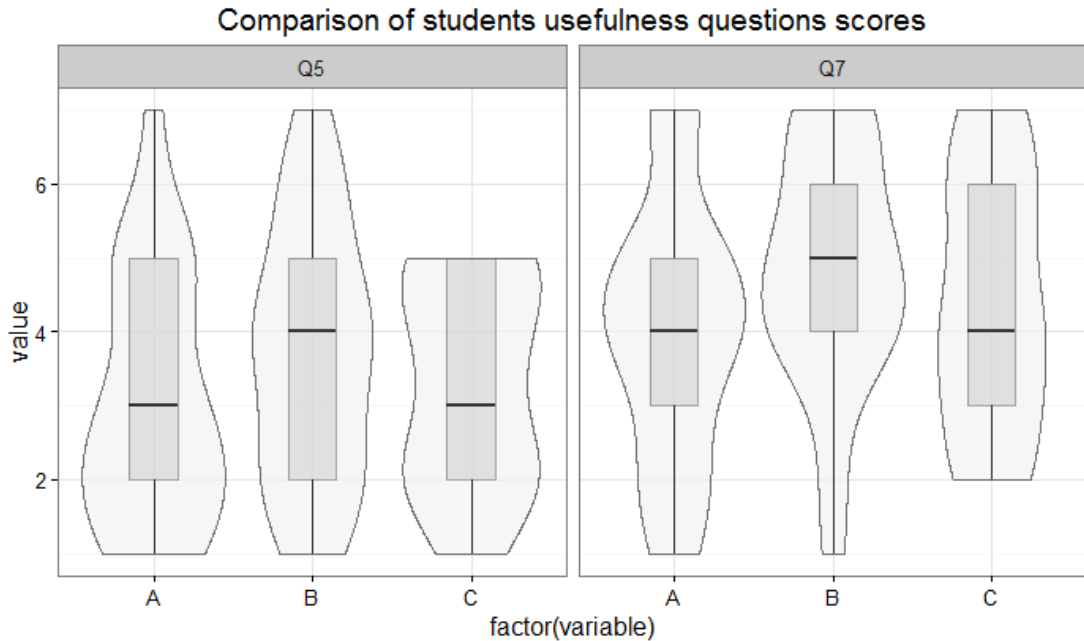 Comparison of students usefulness questions scores
Q5 Q7
value
6
4
2
A B C A B C
factor(variable)